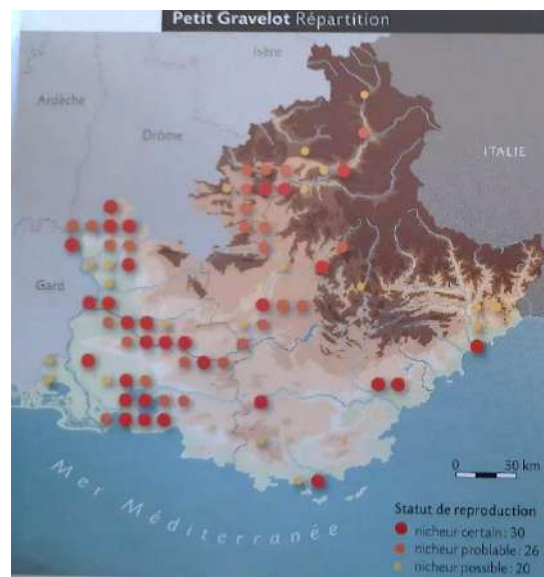 Petit Gravelot Répartition
Isère
Ardèche
Drôme
ITALIE
Gard
Mer Méditerranée
0 30 km
Statut de reproduction
nicheur certain : 30
nicheur problable : 26
nicheur possible : 20